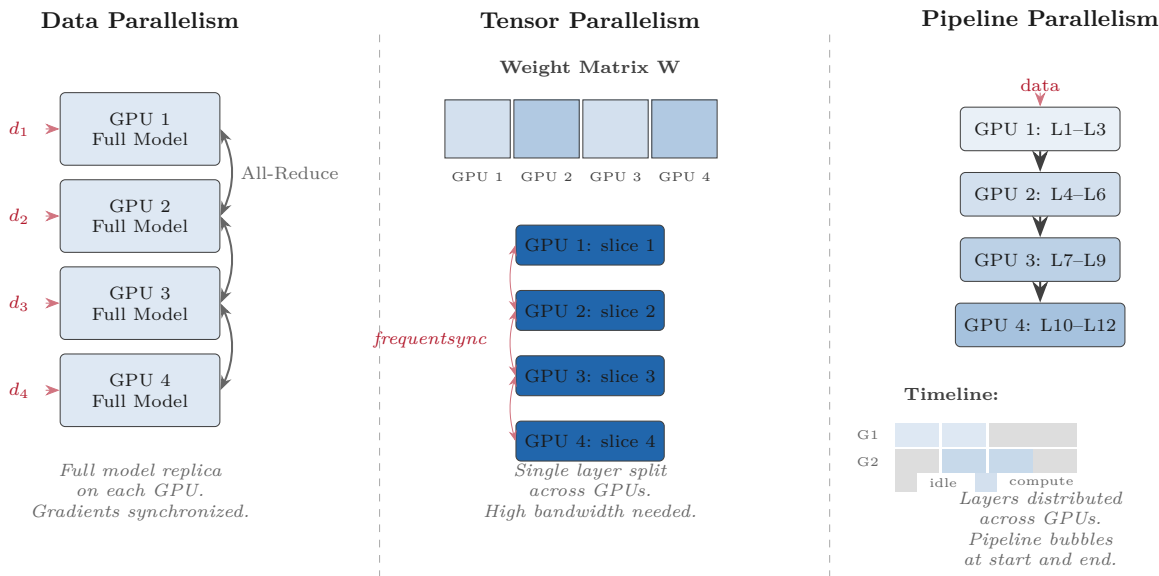 Data Parallelism
d1
GPU 1
Full Model
d2
GPU 2
Full Model
d3
GPU 3
Full Model
d4
GPU 4
Full Model
All-Reduce
Full model replica
on each GPU.
Gradients synchronized.
Tensor Parallelism
Weight Matrix W
GPU 1 GPU 2 GPU 3 GPU 4
GPU 1: slice 1
GPU 2: slice 2
frequentsync
GPU 3: slice 3
GPU 4: slice 4
Single layer split
across GPUs.
High bandwidth needed.
Pipeline Parallelism
data
GPU 1: L1–L3
GPU 2: L4–L6
GPU 3: L7–L9
GPU 4: L10–L12
Timeline:
G1
G2
idle compute
Layers distributed
across GPUs.
Pipeline bubbles
at start and end.